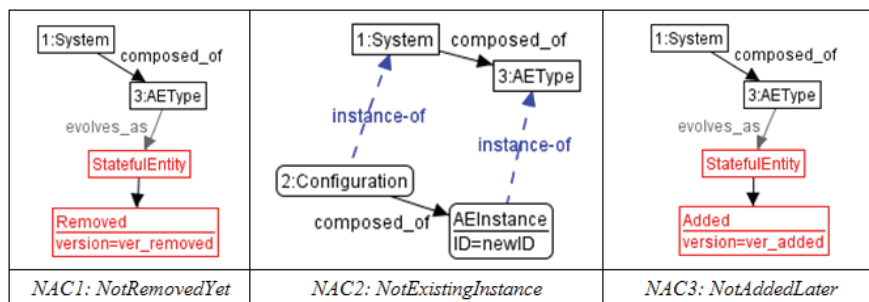 1:System
composed_of
3:AEType
evolves_as
StatefulEntity
Removed
version=ver_removed
NAC1: NotRemovedYet
1:System
composed_of
3:AEType
instance-of
instance-of
2:Configuration
composed_of
AEInstance
ID=newID
NAC2: NotExistingInstance
1:System
composed_of
3:AEType
evolves_as
StatefulEntity
Added
version=ver_added
NAC3: NotAddedLater